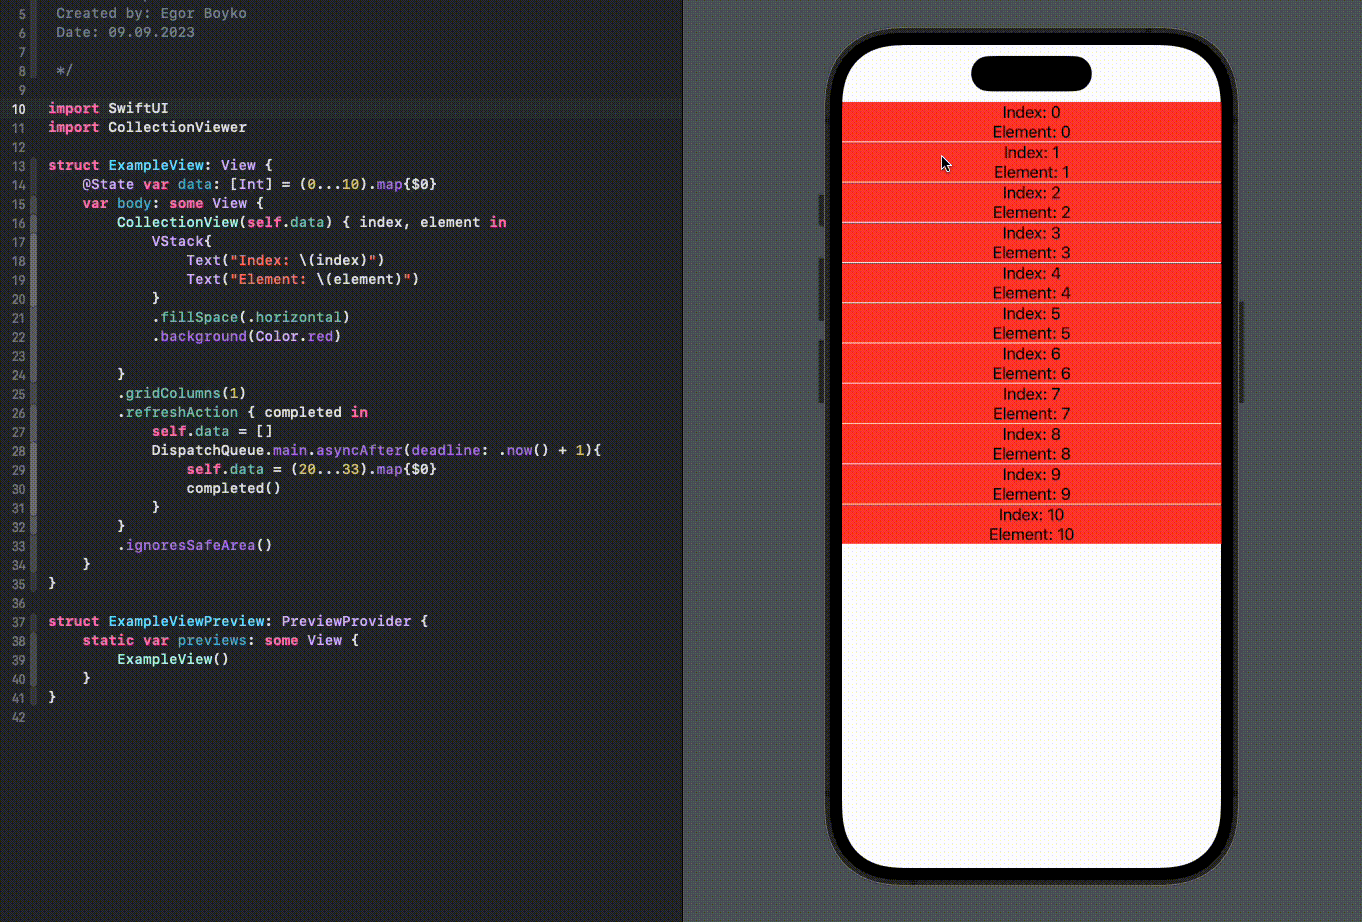 5 Created by: Egor Boyko
6 Date: 09.09.2023
7
8 */
9
10 import SwiftUI
11 import CollectionViewer
12
13 struct ExampleView: View {
14 @State var data: [Int] = (0...10).map{$0}
15 var body: some View {
16 CollectionView(self.data) { index, element in
17 VStack{
18 Text("Index: \(index)")
19 Text("Element: \(element)")
20 }
21 .fillSpace(.horizontal)
22 .background(Color.red)
23
24 }
25 .gridColumns(1)
26 .refreshAction { completed in
27 self.data = []
28 DispatchQueue.main.asyncAfter(deadline: .now() + 1){
29 self.data = (20...33).map{$0}
30 completed()
31 }
32 }
33 .ignoresSafeArea()
34 }
35 }
36
37 struct ExampleViewPreview: PreviewProvider {
38 static var previews: some View {
39 ExampleView()
40 }
41 }
42
Index: 0
Element: 0
Index: 1
Element: 1
Index: 2
Element: 2
Index: 3
Element: 3
Index: 4
Element: 4
Index: 5
Element: 5
Index: 6
Element: 6
Index: 7
Element: 7
Index: 8
Element: 8
Index: 9
Element: 9
Index: 10
Element: 10